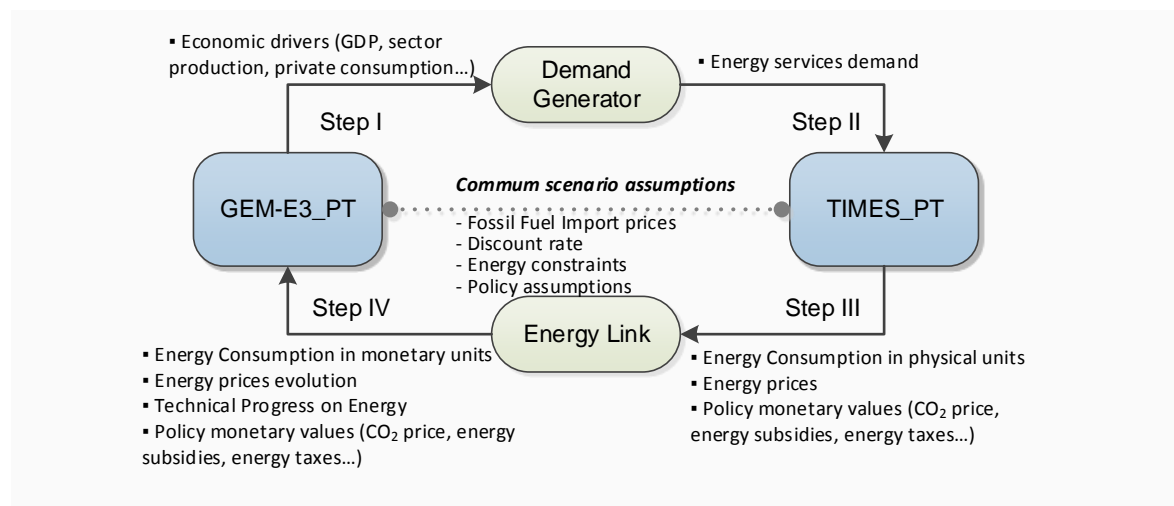 ▪ Economic drivers (GDP, sector
production, private consumption…)
Demand
Generator
▪ Energy services demand
Step I
Step II
GEM-E3_PT
Commum scenario assumptions
TIMES_PT
- Fossil Fuel Import prices
- Discount rate
- Energy constraints
- Policy assumptions
Step IV
Step III
Energy Link
▪ Energy Consumption in monetary units
▪ Energy prices evolution
▪ Technical Progress on Energy
▪ Policy monetary values (CO₂ price, energy
subsidies, energy taxes…)
▪ Energy Consumption in physical units
▪ Energy prices
▪ Policy monetary values (CO₂ price,
energy subsidies, energy taxes…)